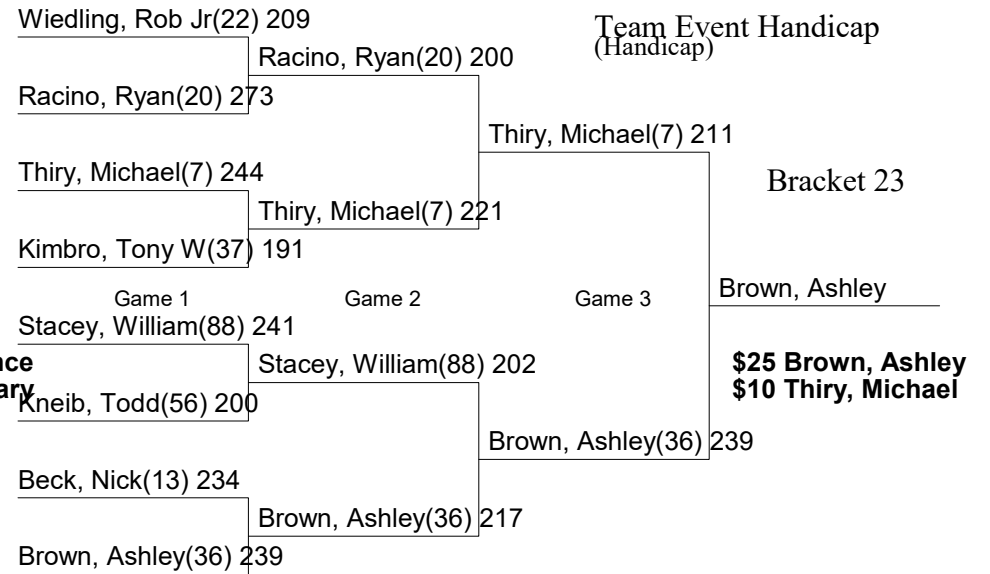 Wiedling, Rob Jr(22) 209
Team Event Handicap
(Handicap)
Racino, Ryan(20) 200
Racino, Ryan(20) 273
Thiry, Michael(7) 211
Thiry, Michael(7) 244
Bracket 23
Thiry, Michael(7) 221
Kimbro, Tony W(37) 191
Game 1
Game 2
Game 3
Brown, Ashley
Stacey, William(88) 241
Stacey, William(88) 202
$25 Brown, Ashley
$10 Thiry, Michael
Kneib, Todd(56) 200
Brown, Ashley(36) 239
Beck, Nick(13) 234
Brown, Ashley(36) 217
Brown, Ashley(36) 239